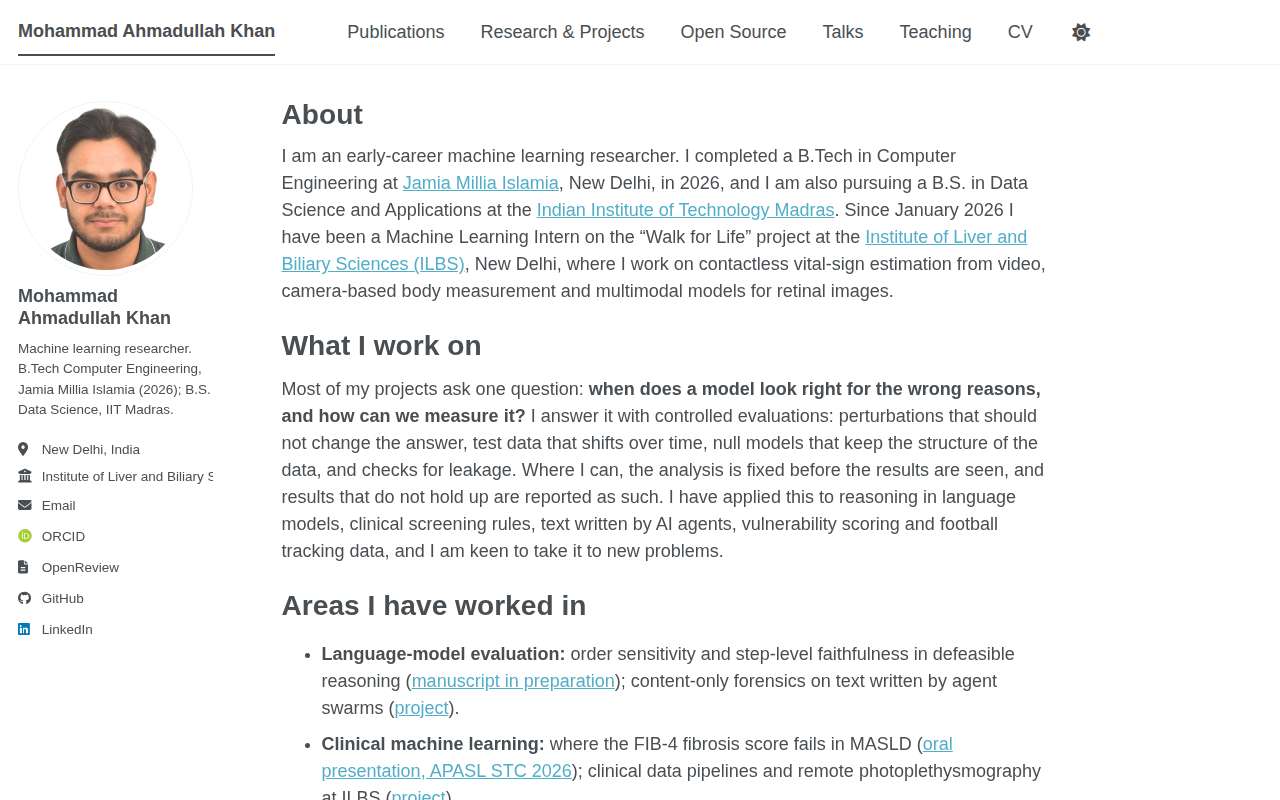 Mohammad Ahmadullah Khan
Publications
Research & Projects
Open Source
Talks
Teaching
CV
Mohammad
Ahmadullah Khan
Machine learning researcher.
B.Tech Computer Engineering,
Jamia Millia Islamia (2026); B.S.
Data Science, IIT Madras.
New Delhi, India
Institute of Liver and Biliary
Email
ORCID
OpenReview
GitHub
LinkedIn
About
I am an early-career machine learning researcher. I completed a B.Tech in Computer
Engineering at Jamia Millia Islamia, New Delhi, in 2026, and I am also pursuing a B.S. in Data
Science and Applications at the Indian Institute of Technology Madras. Since January 2026 I
have been a Machine Learning Intern on the “Walk for Life” project at the Institute of Liver and
Biliary Sciences (ILBS), New Delhi, where I work on contactless vital-sign estimation from video,
camera-based body measurement and multimodal models for retinal images.
What I work on
Most of my projects ask one question: when does a model look right for the wrong reasons,
and how can we measure it? I answer it with controlled evaluations: perturbations that should
not change the answer, test data that shifts over time, null models that keep the structure of the
data, and checks for leakage. Where I can, the analysis is fixed before the results are seen, and
results that do not hold up are reported as such. I have applied this to reasoning in language
models, clinical screening rules, text written by AI agents, vulnerability scoring and football
tracking data, and I am keen to take it to new problems.
Areas I have worked in
Language-model evaluation: order sensitivity and step-level faithfulness in defeasible
reasoning (manuscript in preparation); content-only forensics on text written by agent
swarms (project).
Clinical machine learning: where the FIB-4 fibrosis score fails in MASLD (oral
presentation, APASL STC 2026); clinical data pipelines and remote photoplethysmography
at ILBS (project).